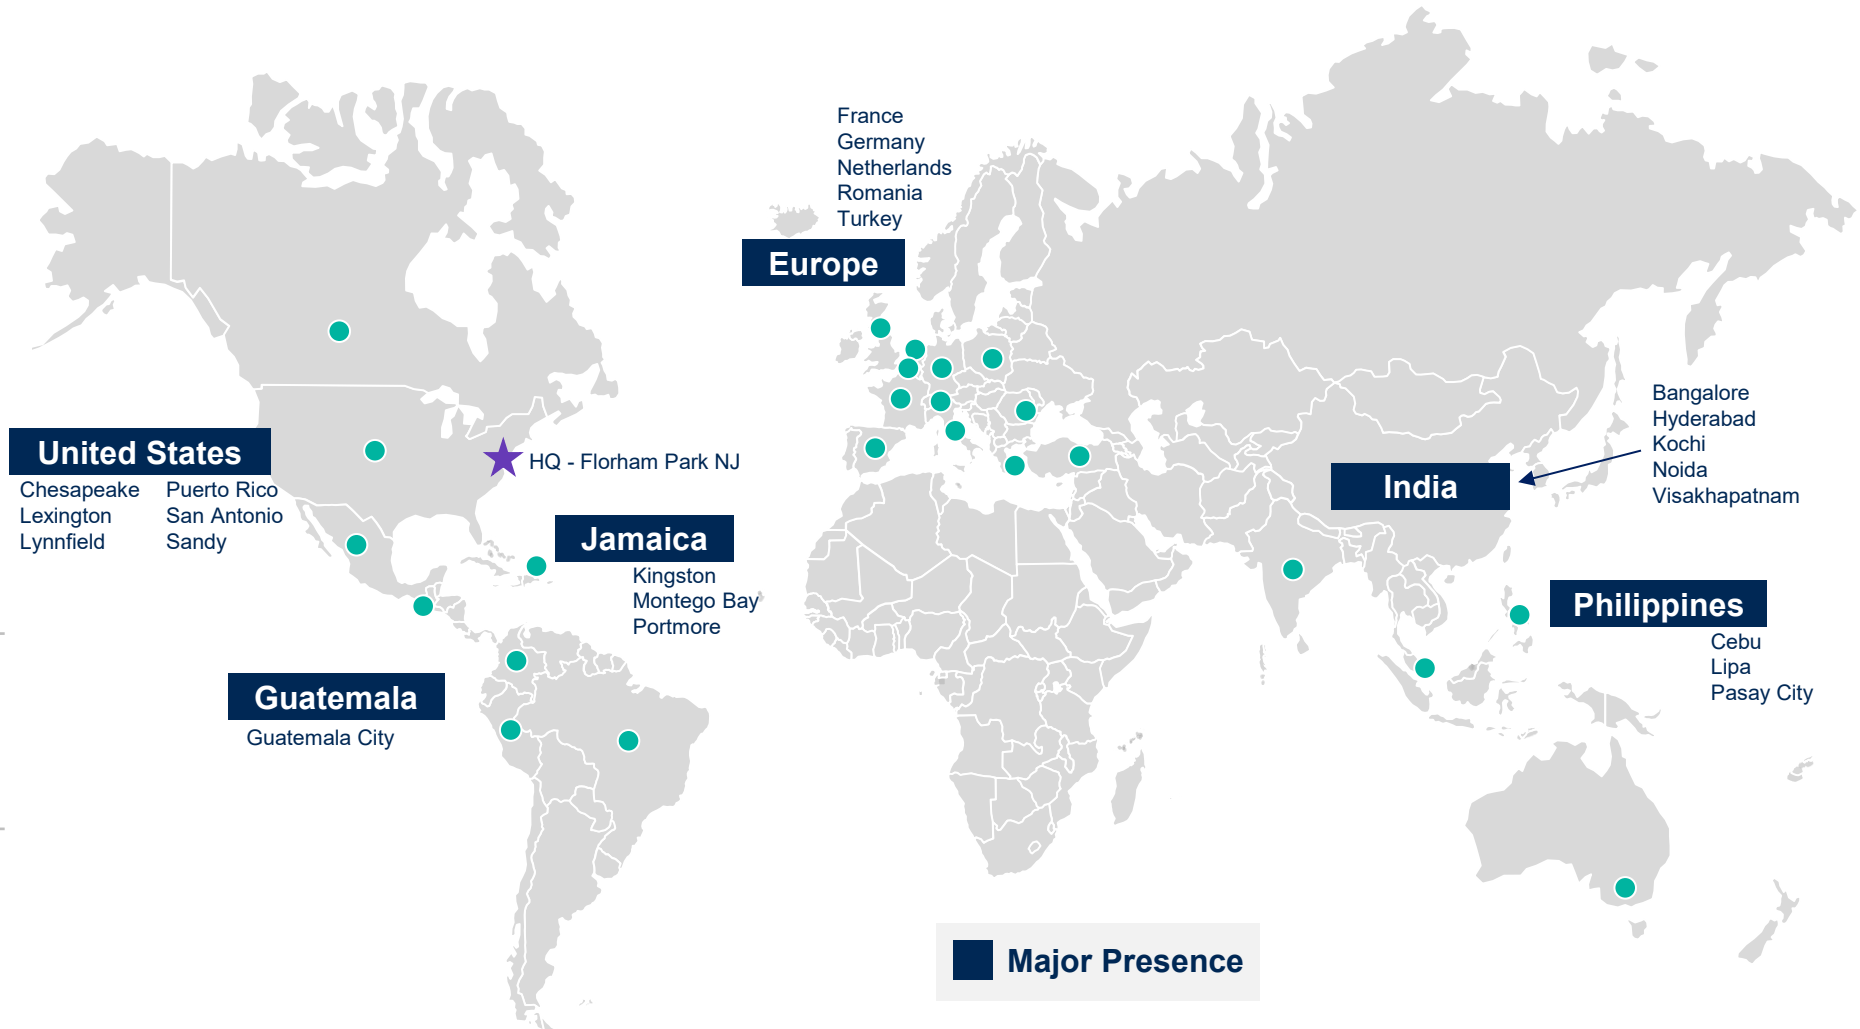 France
Germany
Netherlands
Romania
Turkey
Europe
United States
Chesapeake
Lexington
Lynnfield
Puerto Rico
San Antonio
Sandy
HQ - Florham Park NJ
Jamaica
Kingston
Montego Bay
Portmore
Guatemala
Guatemala City
Bangalore
Hyderabad
Kochi
Noida
Visakhapatnam
India
Philippines
Cebu
Lipa
Pasay City
Major Presence